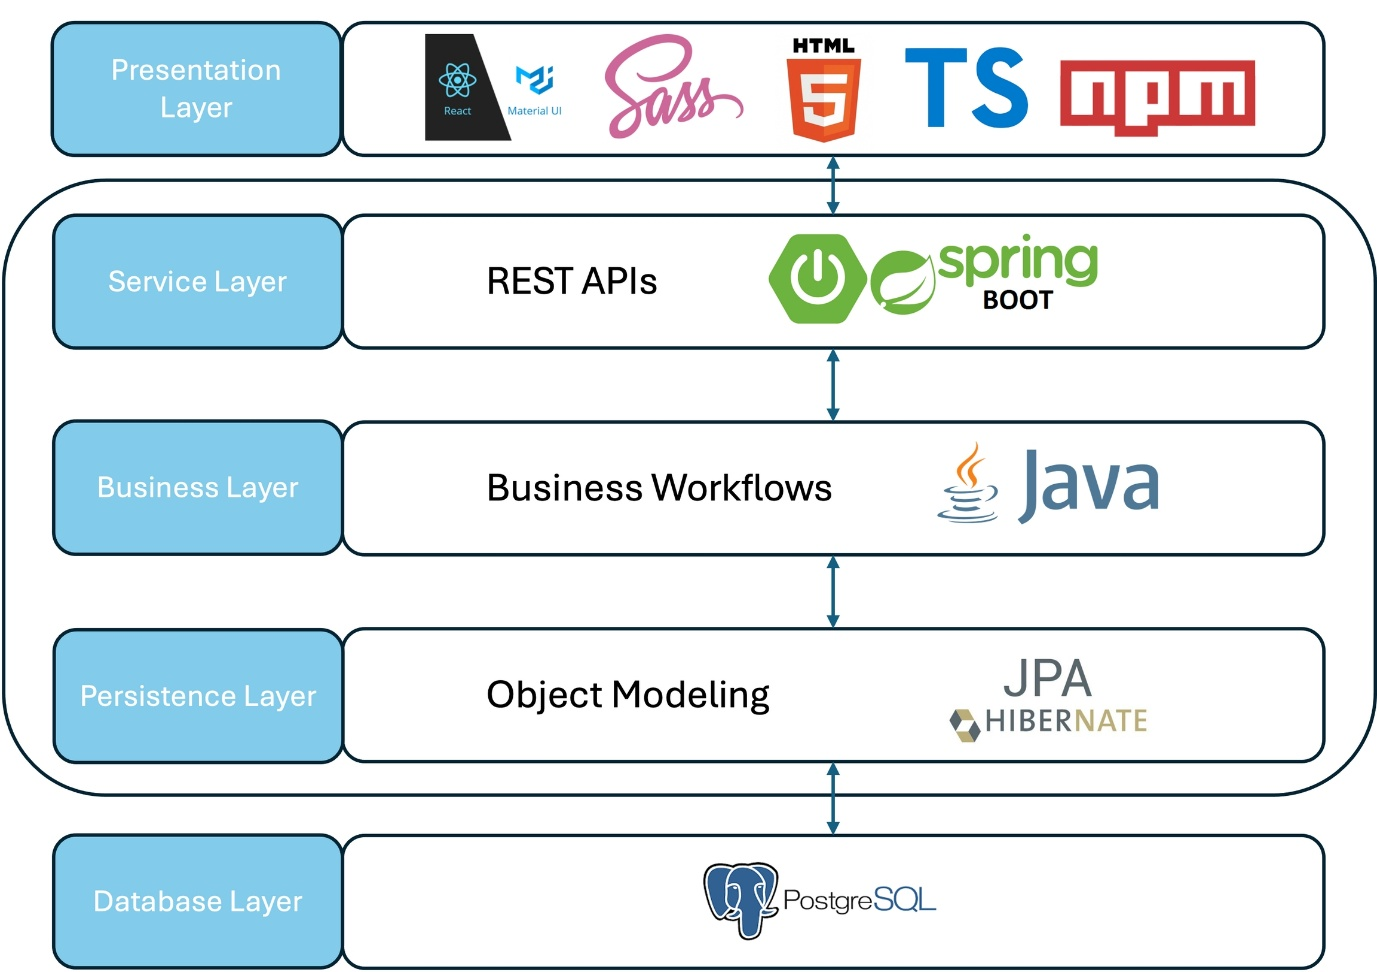 Presentation
Layer
React
Material UI
Sass
HTML
5
TS
npm
Service Layer
REST APIs
spring
BOOT
Business Layer
Business Workflows
Java
Persistence Layer
Object Modeling
JPA
HIBERNATE
Database Layer
PostgreSQL